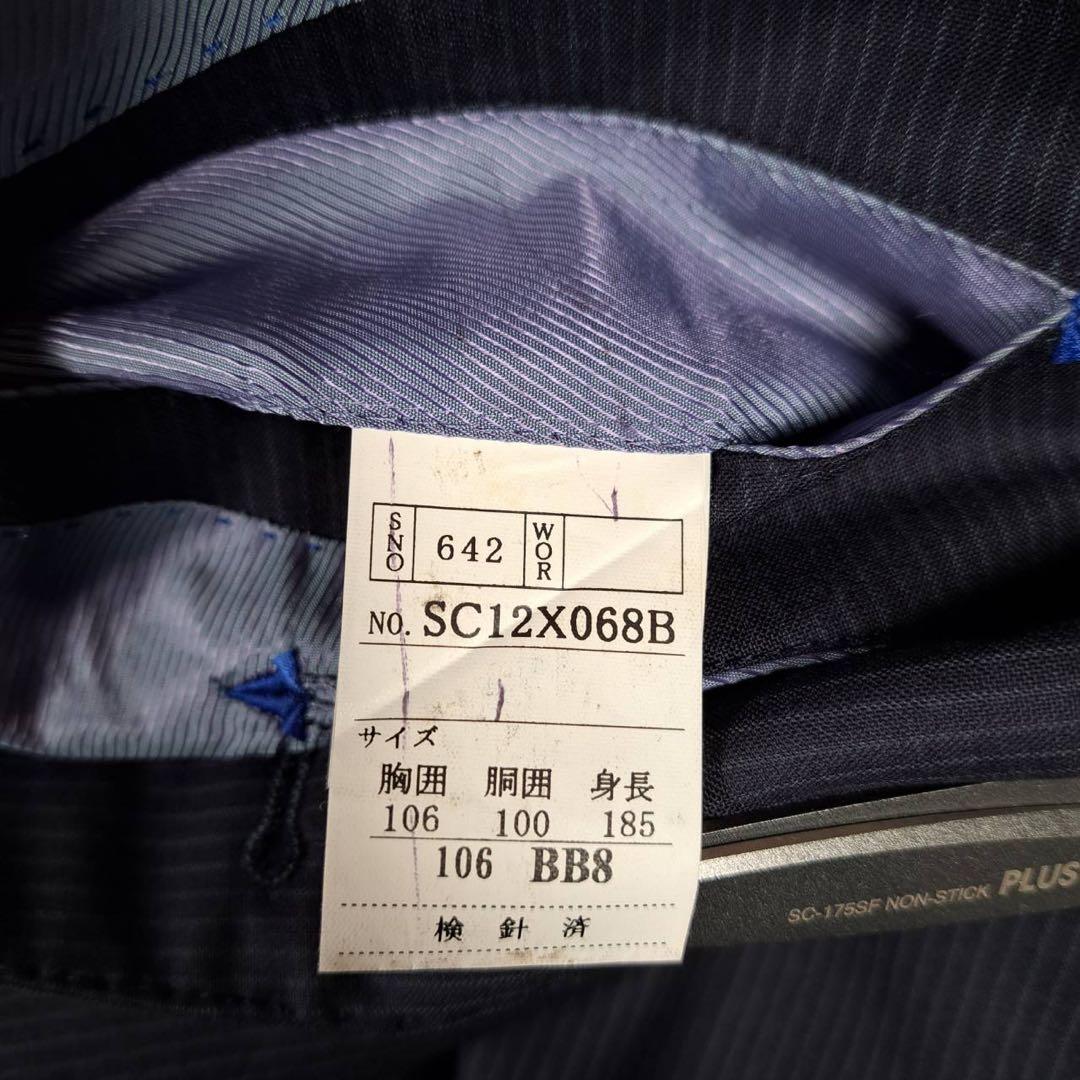 SNO 642 WOR
NO. SC12X068B
サイズ
胸囲 胴囲 身長
106 100 185
106 BB8
検 針 済
SC-175SF NON-STICK PLUS